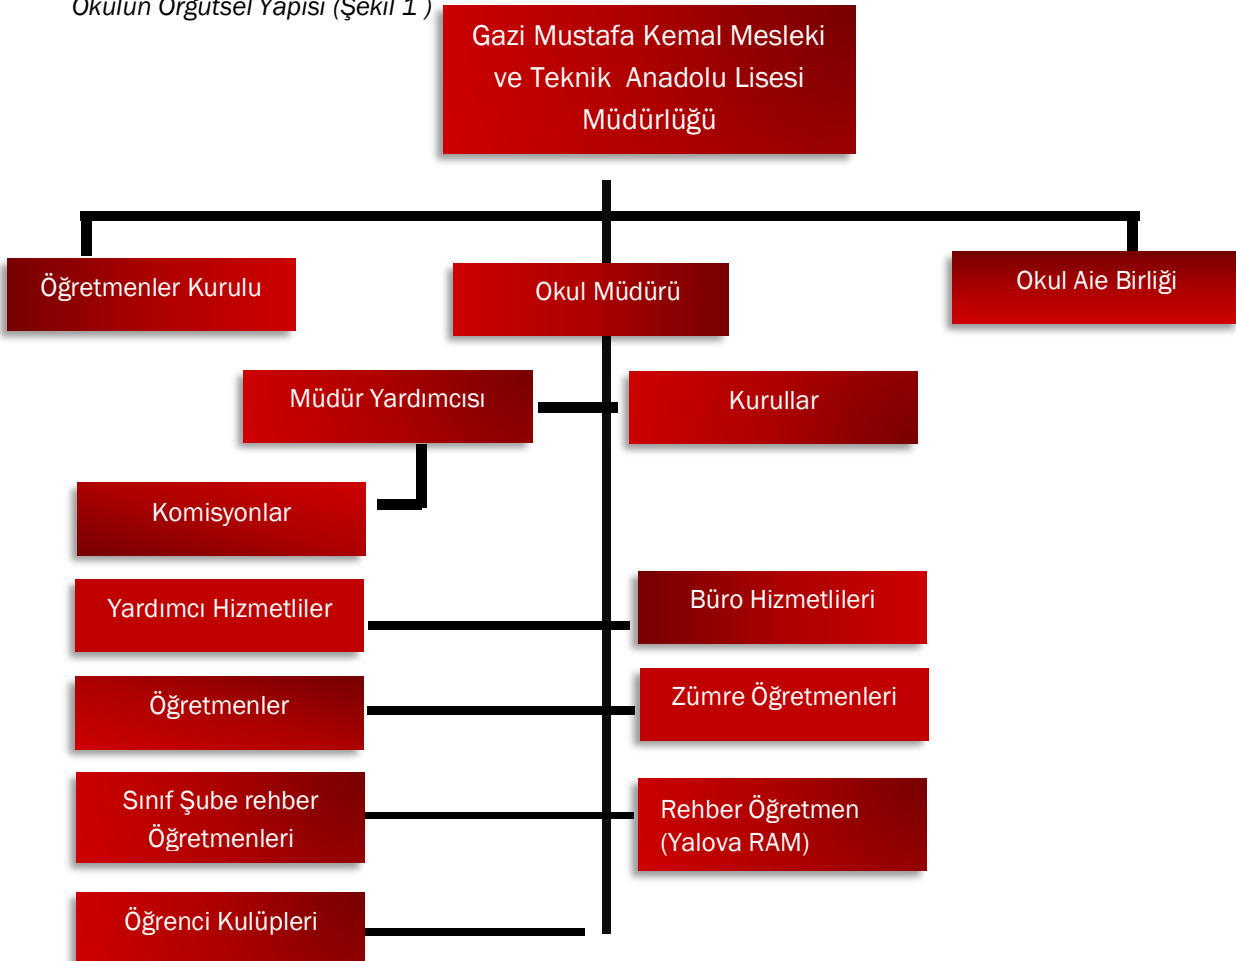 Okulun Örgütsel Yapısı (Şekil 1 )
Gazi Mustafa Kemal Mesleki
ve Teknik Anadolu Lisesi
Müdürlüğü
Öğretmenler Kurulu
Okul Müdürü
Okul Aie Birliği
Müdür Yardımcısı
Kurullar
Komisyonlar
Yardımcı Hizmetliler
Büro Hizmetlileri
Öğretmenler
Zümre Öğretmenleri
Sınıf Şube rehber
Öğretmenleri
Rehber Öğretmen
(Yalova RAM)
Öğrenci Kulüpleri